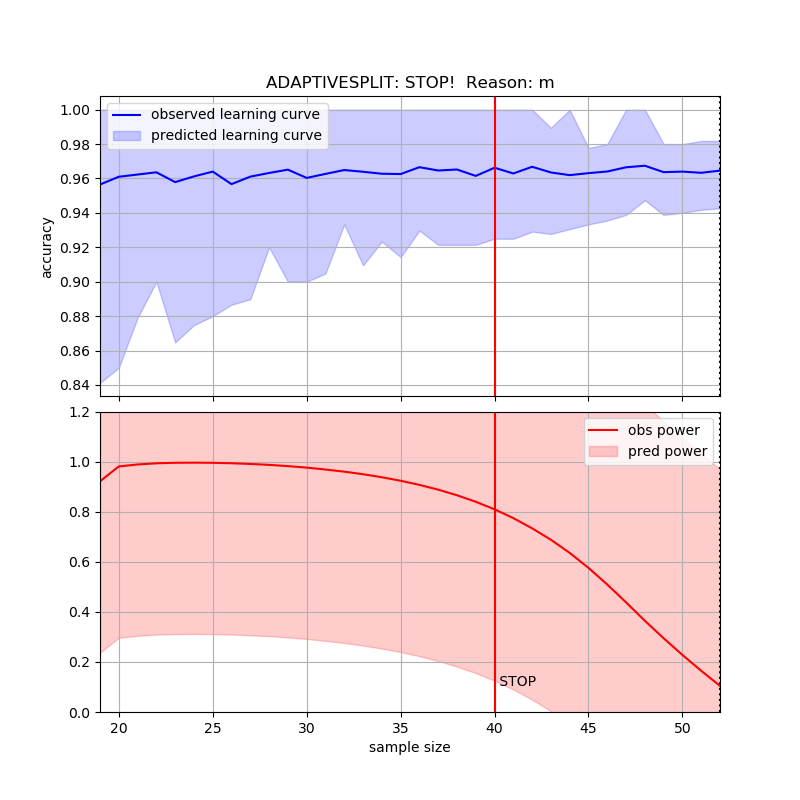 ADAPTIVESPLIT: STOP!  Reason: m
1.00
0.98
0.96
0.94
0.92
0.90
0.88
0.86
0.84
accuracy
observed learning curve
predicted learning curve
1.2
1.0
0.8
0.6
0.4
0.2
0.0
obs power
pred power
STOP
20 25 30 35 40 45 50
sample size